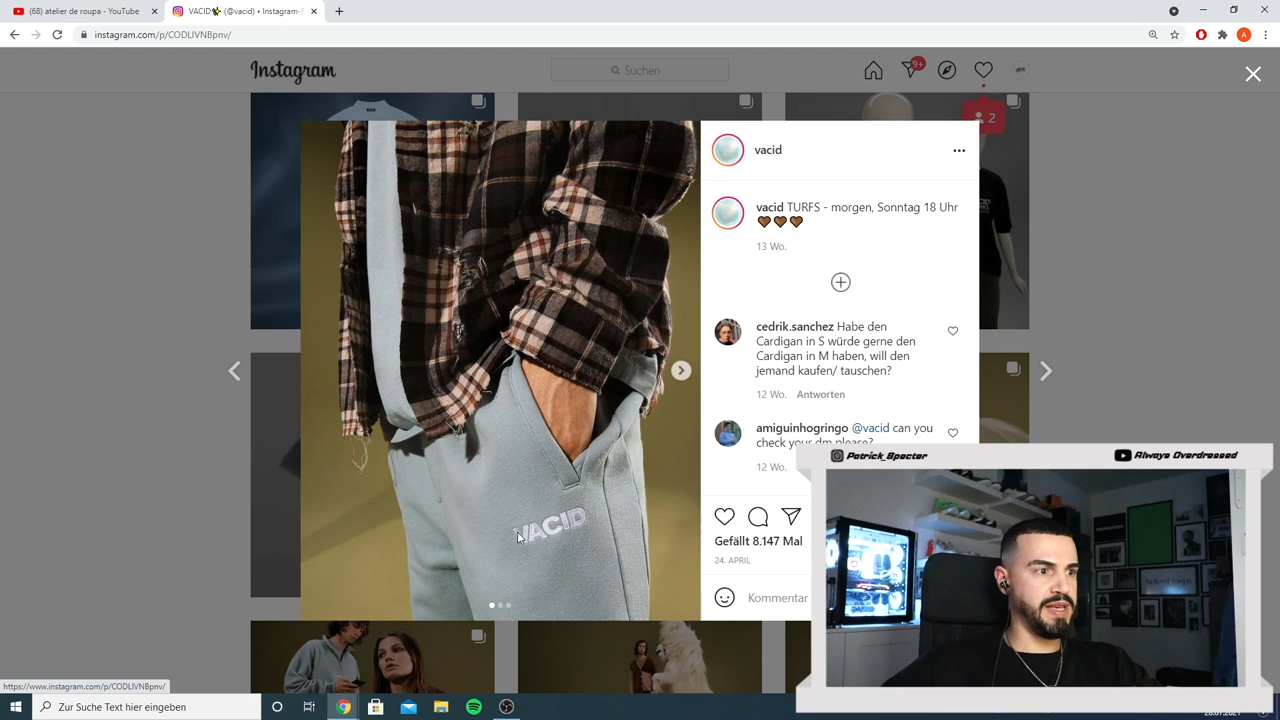 (68) atelier de roupa - YouTube
VACID (@vacid) • Instagram-F
instagram.com/p/CODLIVNBpnv/
A
Instagram
Suchen
9+
2
vacid
vacid TURFS - morgen, Sonntag 18 Uhr
13 Wo.
cedrik.sanchez Habe den
Cardigan in S würde gerne den
Cardigan in M haben, will den
jemand kaufen/ tauschen?
12 Wo. Antworten
amiguinhogringo @vacid can you
check your dm please?
12 Wo.
VACID
Gefällt 8.147 Mal
24. APRIL
Kommentar
Patrick_Specter
Always Overdressed
https://www.instagram.com/p/CODLIVNBpnv/
Zur Suche Text hier eingeben